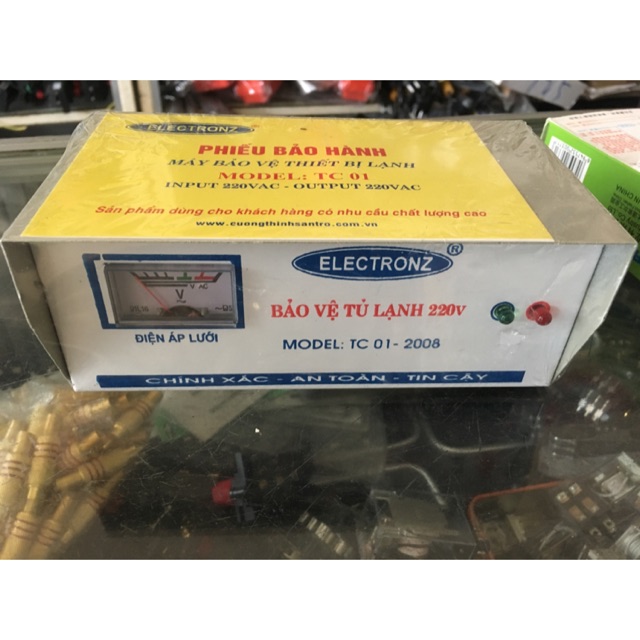 ELECTRONZ
PHIẾU BẢO HÀNH
MÁY BẢO VỆ THIẾT BỊ LẠNH
MODEL: TC 01
INPUT 220VAC - OUTPUT 220VAC
Sản phẩm dùng cho khách hàng có nhu cầu chất lượng cao
www.cuongthinhsantro.com.vn
ELECTRONZ ®
V AC
V
ĐIỆN ÁP LƯỚI
BẢO VỆ TỦ LẠNH 220V
MODEL: TC 01- 2008
CHÍNH XÁC - AN TOÀN - TIN CẬY